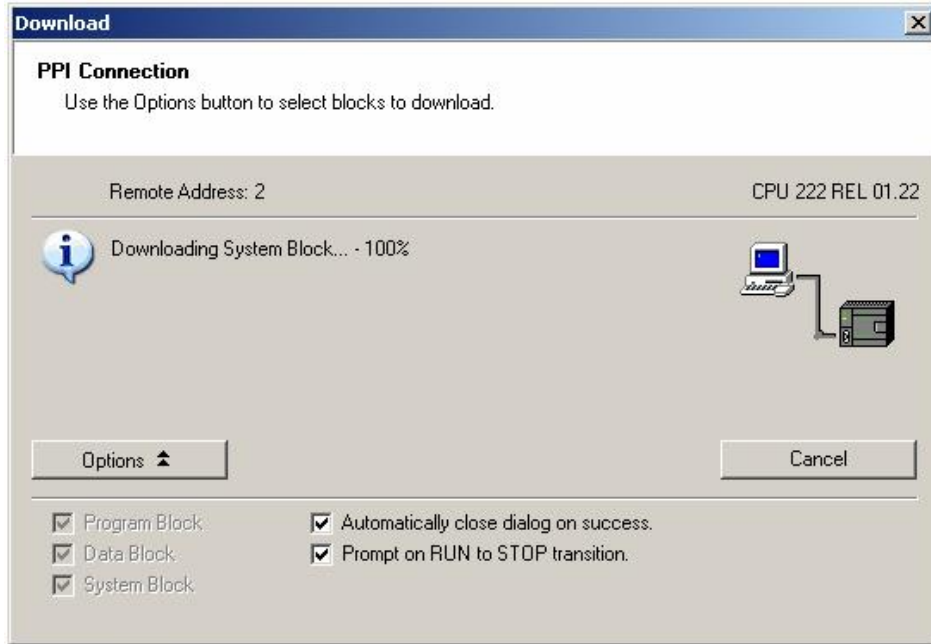 Download
PPI Connection
Use the Options button to select blocks to download.
Remote Address: 2 CPU 222 REL 01.22
Downloading System Block... - 100%
Options Cancel
Program Block Automatically close dialog on success.
Data Block Prompt on RUN to STOP transition.
System Block